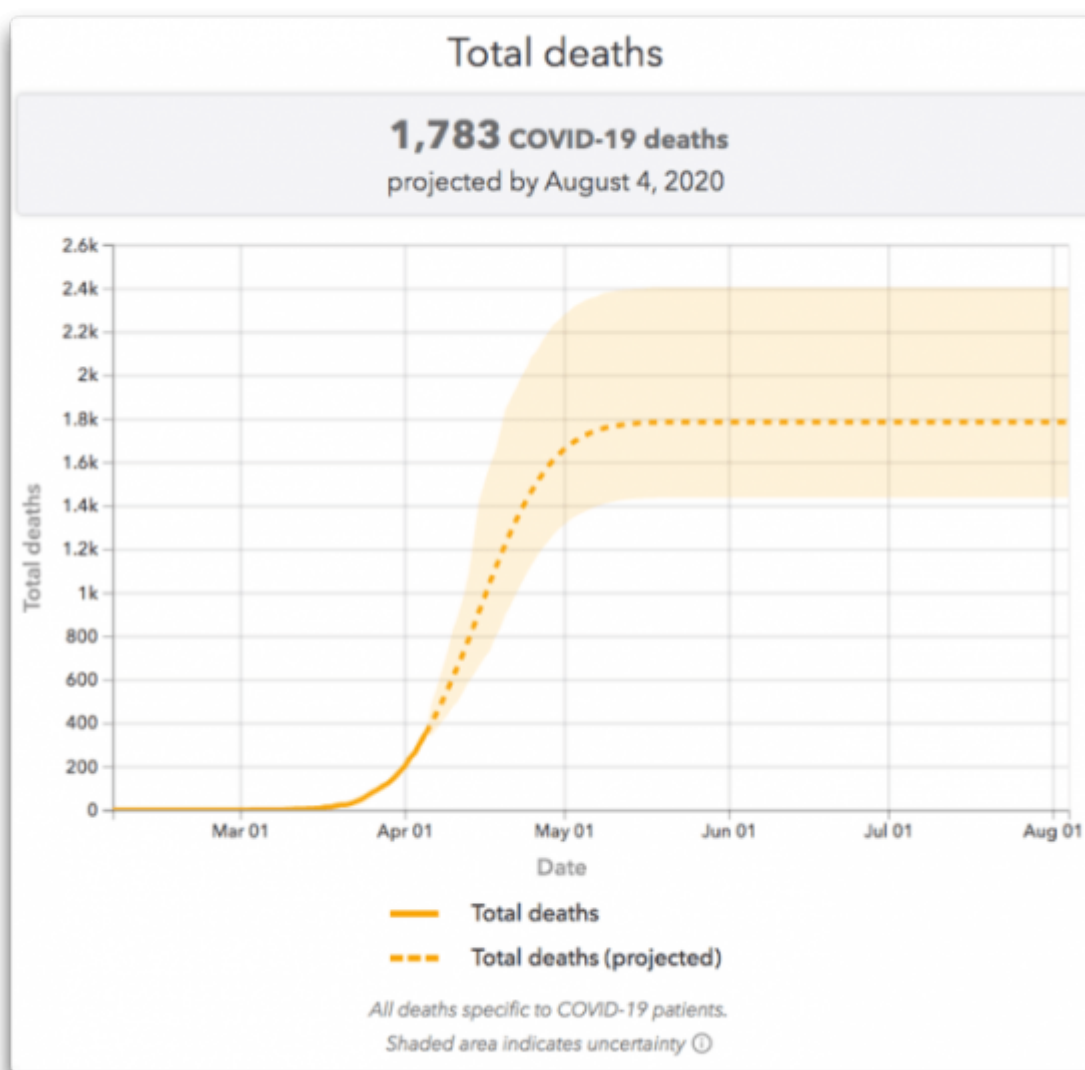 Total deaths
1,783 COVID-19 deaths
projected by August 4, 2020
2.6k
2.4k
2.2k
2k
1.8k
1.6k
1.4k
1.2k
1k
800
600
400
200
0
Total deaths
Mar 01 Apr 01 May 01 Jun 01 Jul 01 Aug 01
Date
Total deaths
Total deaths (projected)
All deaths specific to COVID-19 patients.
Shaded area indicates uncertainty ⓘ